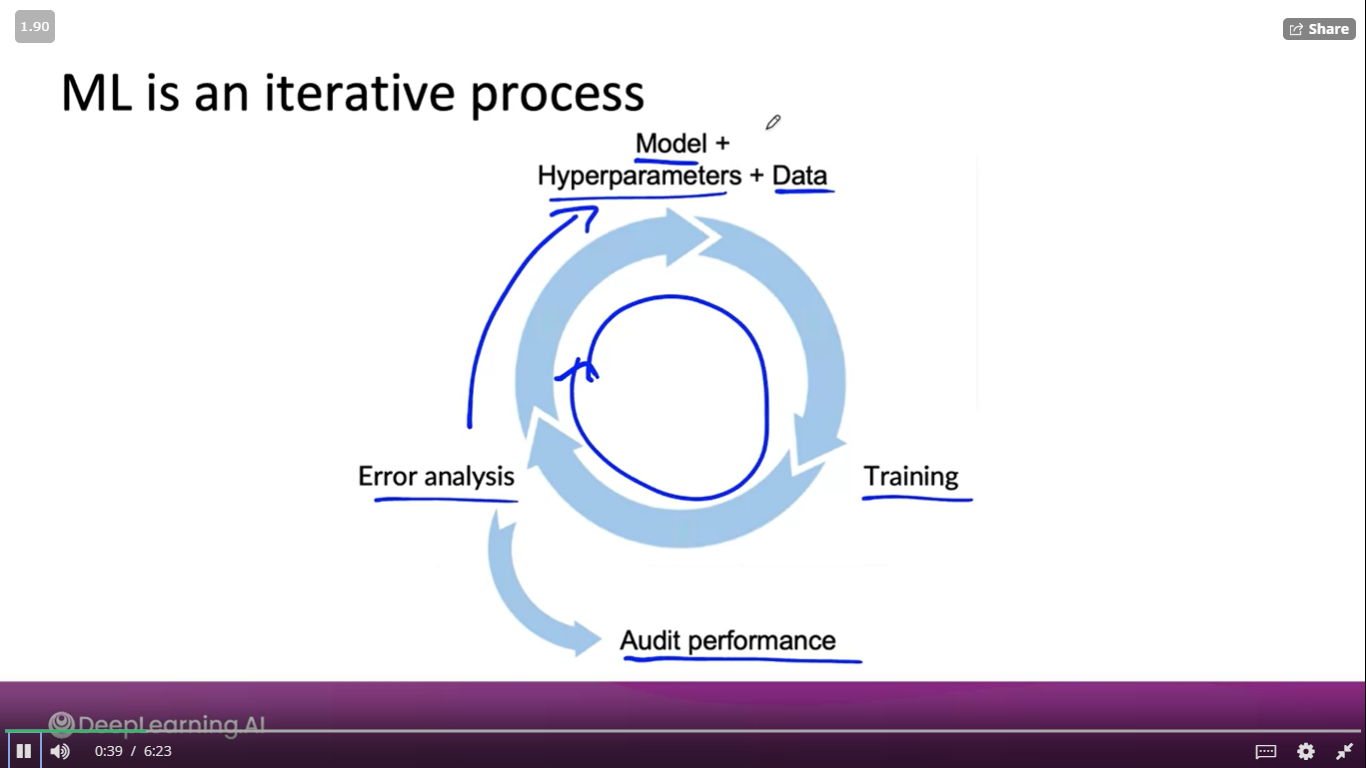 1.90
Share
ML is an iterative process
Model +
Hyperparameters + Data
Error analysis
Training
Audit performance
DeepLearning.AI
0:39 / 6:23